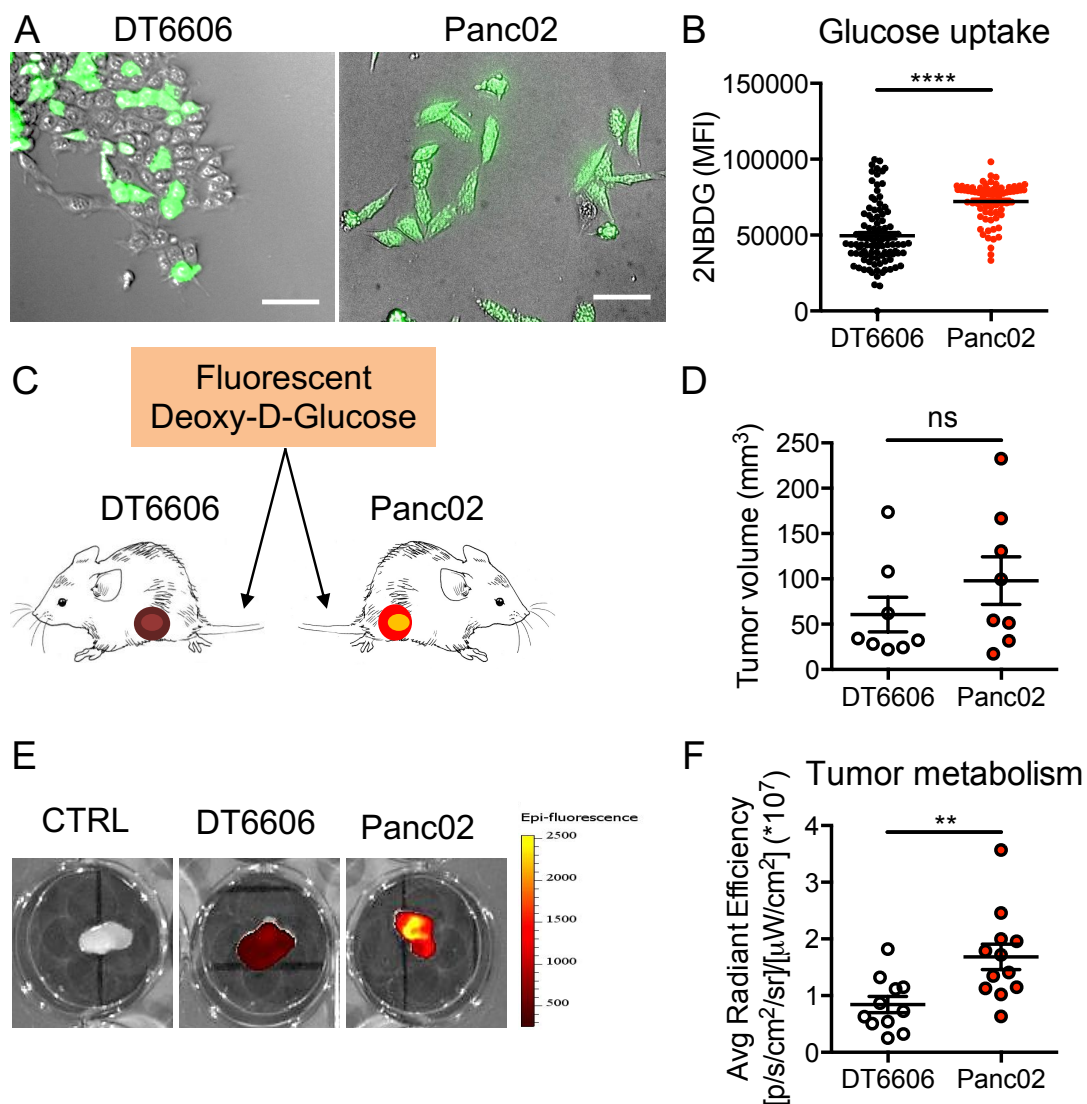 A
DT6606
Panc02
B
Glucose uptake
****
2NBDG (MFI)
150000
100000
50000
0
DT6606
Panc02
C
Fluorescent
Deoxy-D-Glucose
DT6606
Panc02
D
ns
Tumor volume (mm³)
250
200
150
100
50
0
DT6606
Panc02
E
CTRL
DT6606
Panc02
Epi-fluorescence
2500
2000
1500
1000
500
F
Tumor metabolism
**
Avg Radiant Efficiency
[p/s/cm²/sr]/[µW/cm²] (*10⁷)
4
3
2
1
0
DT6606
Panc02